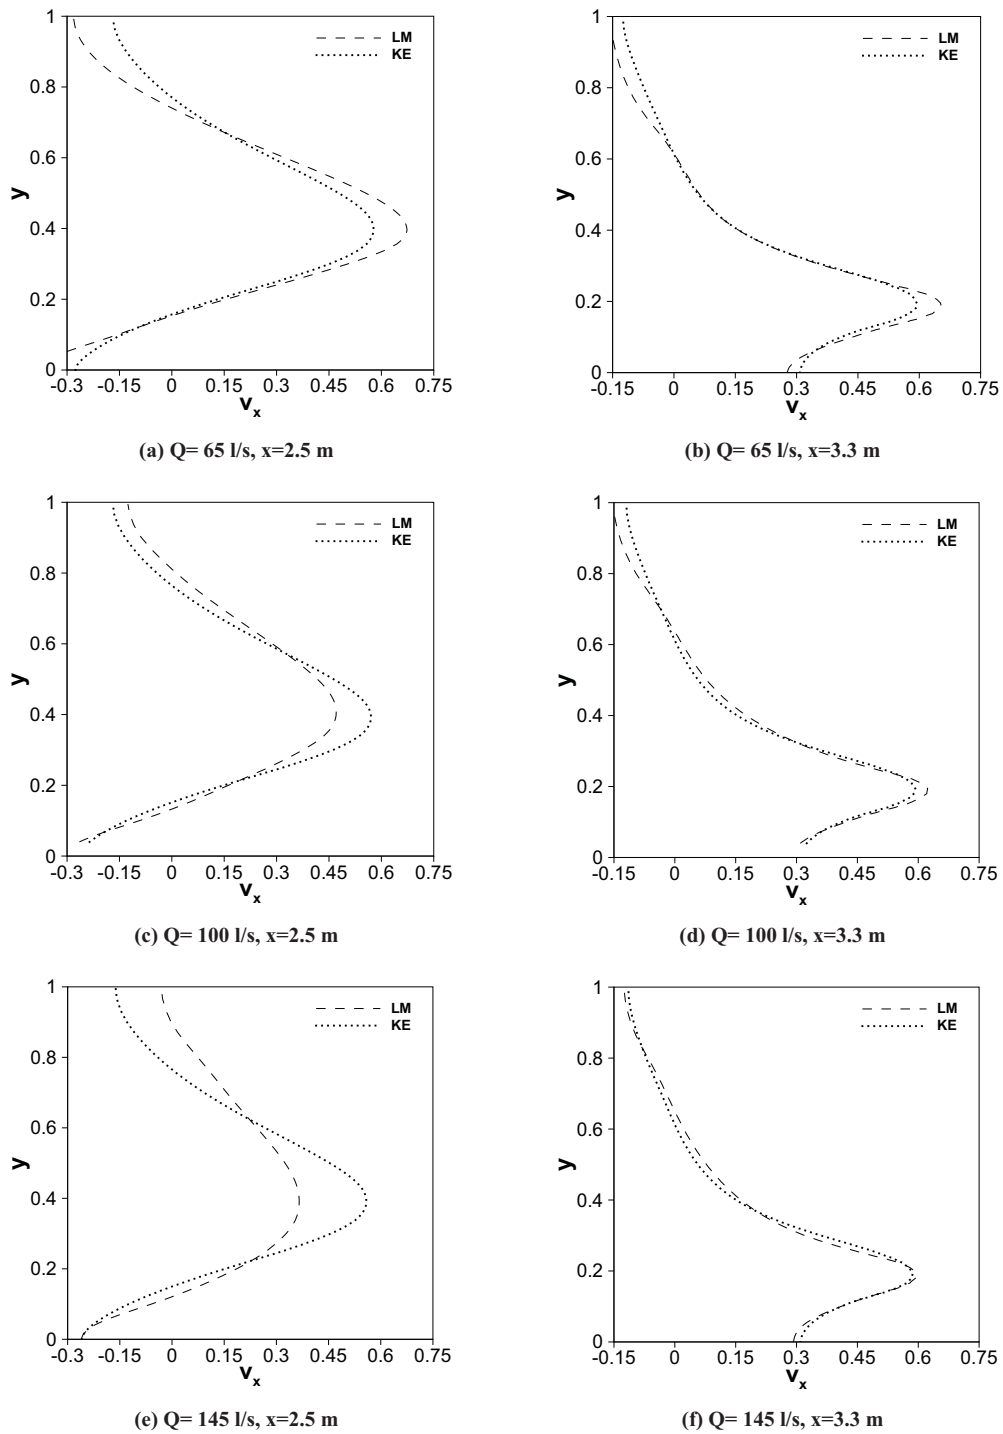 1
LM
KE
0.8
0.6
y
0.4
0.2
0
-0.3 -0.15 0 0.15 0.3 0.45 0.6 0.75
Vx
(a) Q= 65 l/s, x=2.5 m
1
LM
KE
0.8
0.6
y
0.4
0.2
0
-0.15 0 0.15 0.3 0.45 0.6 0.75
Vx
(b) Q= 65 l/s, x=3.3 m
1
LM
KE
0.8
0.6
y
0.4
0.2
0
-0.3 -0.15 0 0.15 0.3 0.45 0.6 0.75
Vx
(c) Q= 100 l/s, x=2.5 m
1
LM
KE
0.8
0.6
y
0.4
0.2
0
-0.15 0 0.15 0.3 0.45 0.6 0.75
Vx
(d) Q= 100 l/s, x=3.3 m
1
LM
KE
0.8
0.6
y
0.4
0.2
0
-0.3 -0.15 0 0.15 0.3 0.45 0.6 0.75
Vx
(e) Q= 145 l/s, x=2.5 m
1
LM
KE
0.8
0.6
y
0.4
0.2
0
-0.15 0 0.15 0.3 0.45 0.6 0.75
Vx
(f) Q= 145 l/s, x=3.3 m